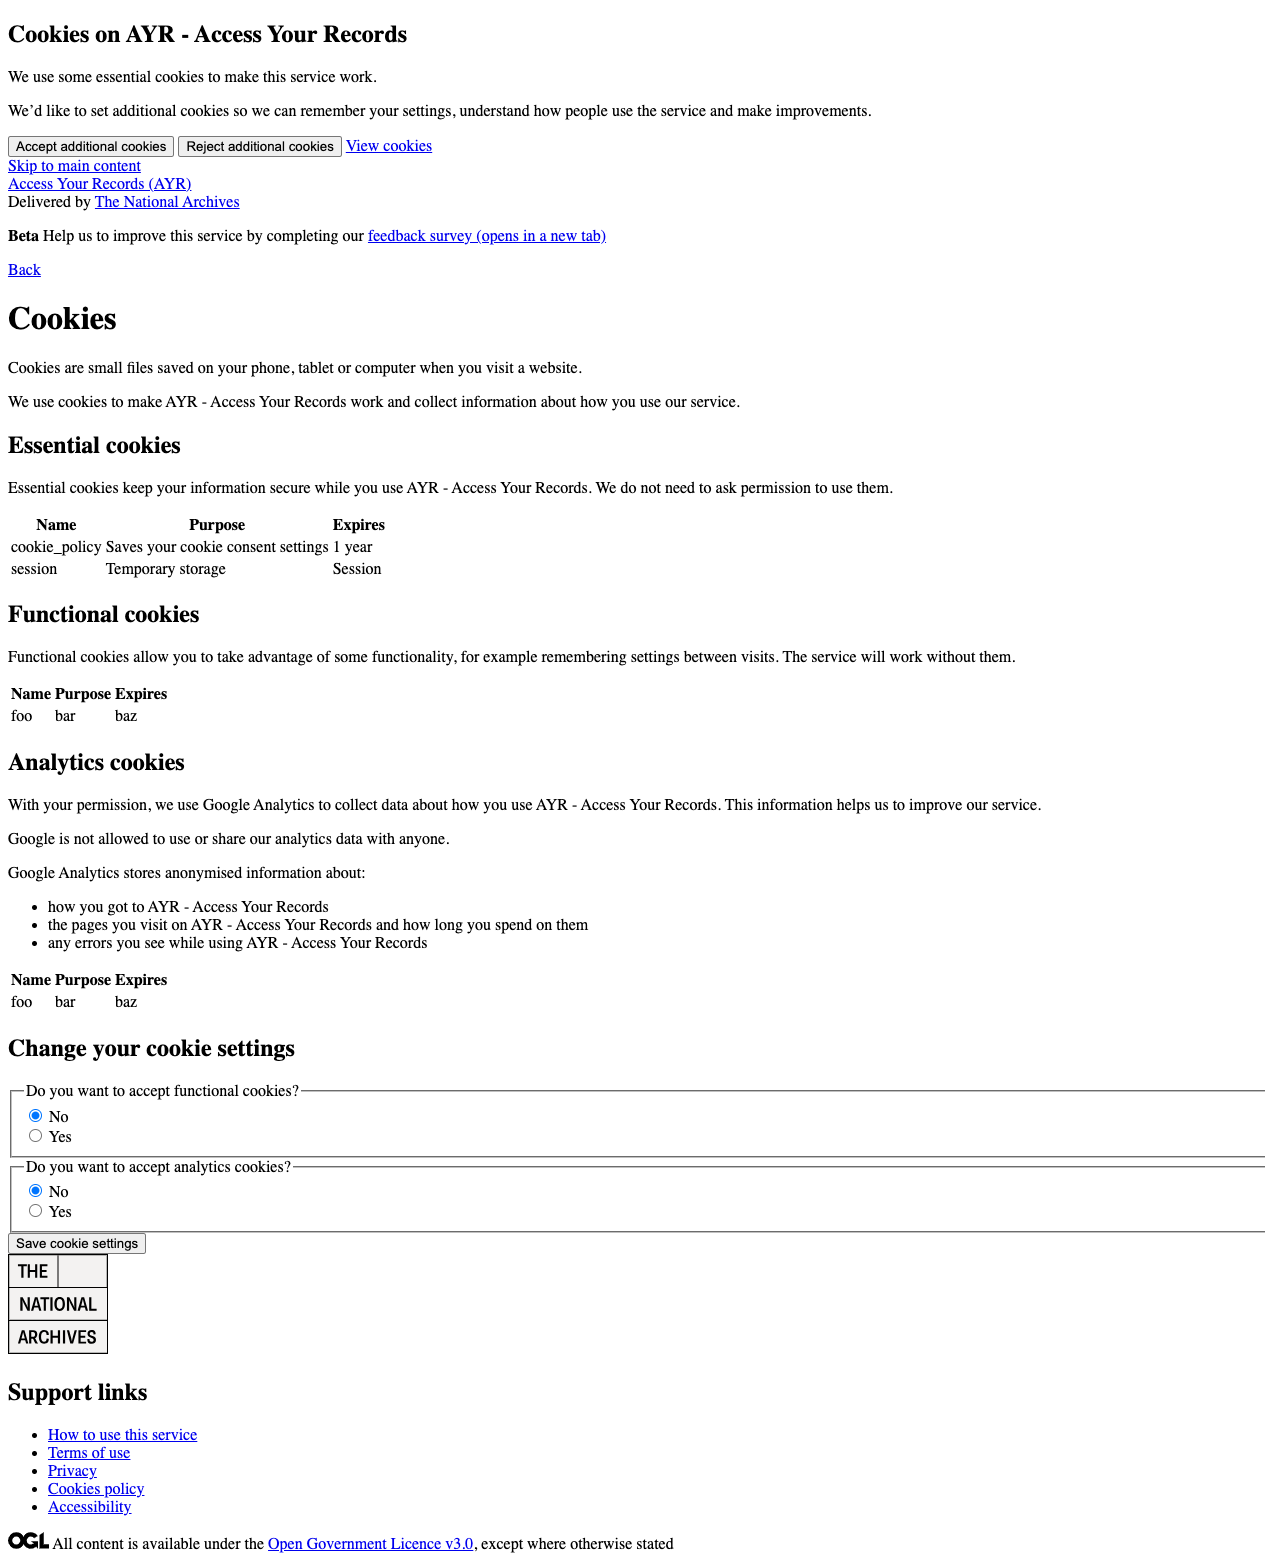 Cookies on AYR - Access Your Records
We use some essential cookies to make this service work.
We’d like to set additional cookies so we can remember your settings, understand how people use the service and make improvements.
Accept additional cookies Reject additional cookies View cookies
Skip to main content
Access Your Records (AYR)
Delivered by The National Archives
Beta Help us to improve this service by completing our feedback survey (opens in a new tab)
Back
Cookies
Cookies are small files saved on your phone, tablet or computer when you visit a website.
We use cookies to make AYR - Access Your Records work and collect information about how you use our service.
Essential cookies
Essential cookies keep your information secure while you use AYR - Access Your Records. We do not need to ask permission to use them.
Name Purpose Expires
cookie_policy Saves your cookie consent settings 1 year
session Temporary storage Session
Functional cookies
Functional cookies allow you to take advantage of some functionality, for example remembering settings between visits. The service will work without them.
Name Purpose Expires
foo bar baz
Analytics cookies
With your permission, we use Google Analytics to collect data about how you use AYR - Access Your Records. This information helps us to improve our service.
Google is not allowed to use or share our analytics data with anyone.
Google Analytics stores anonymised information about:
how you got to AYR - Access Your Records
the pages you visit on AYR - Access Your Records and how long you spend on them
any errors you see while using AYR - Access Your Records
Name Purpose Expires
foo bar baz
Change your cookie settings
Do you want to accept functional cookies?
No
Yes
Do you want to accept analytics cookies?
No
Yes
Save cookie settings
THE
NATIONAL
ARCHIVES
Support links
How to use this service
Terms of use
Privacy
Cookies policy
Accessibility
OGL All content is available under the Open Government Licence v3.0, except where otherwise stated